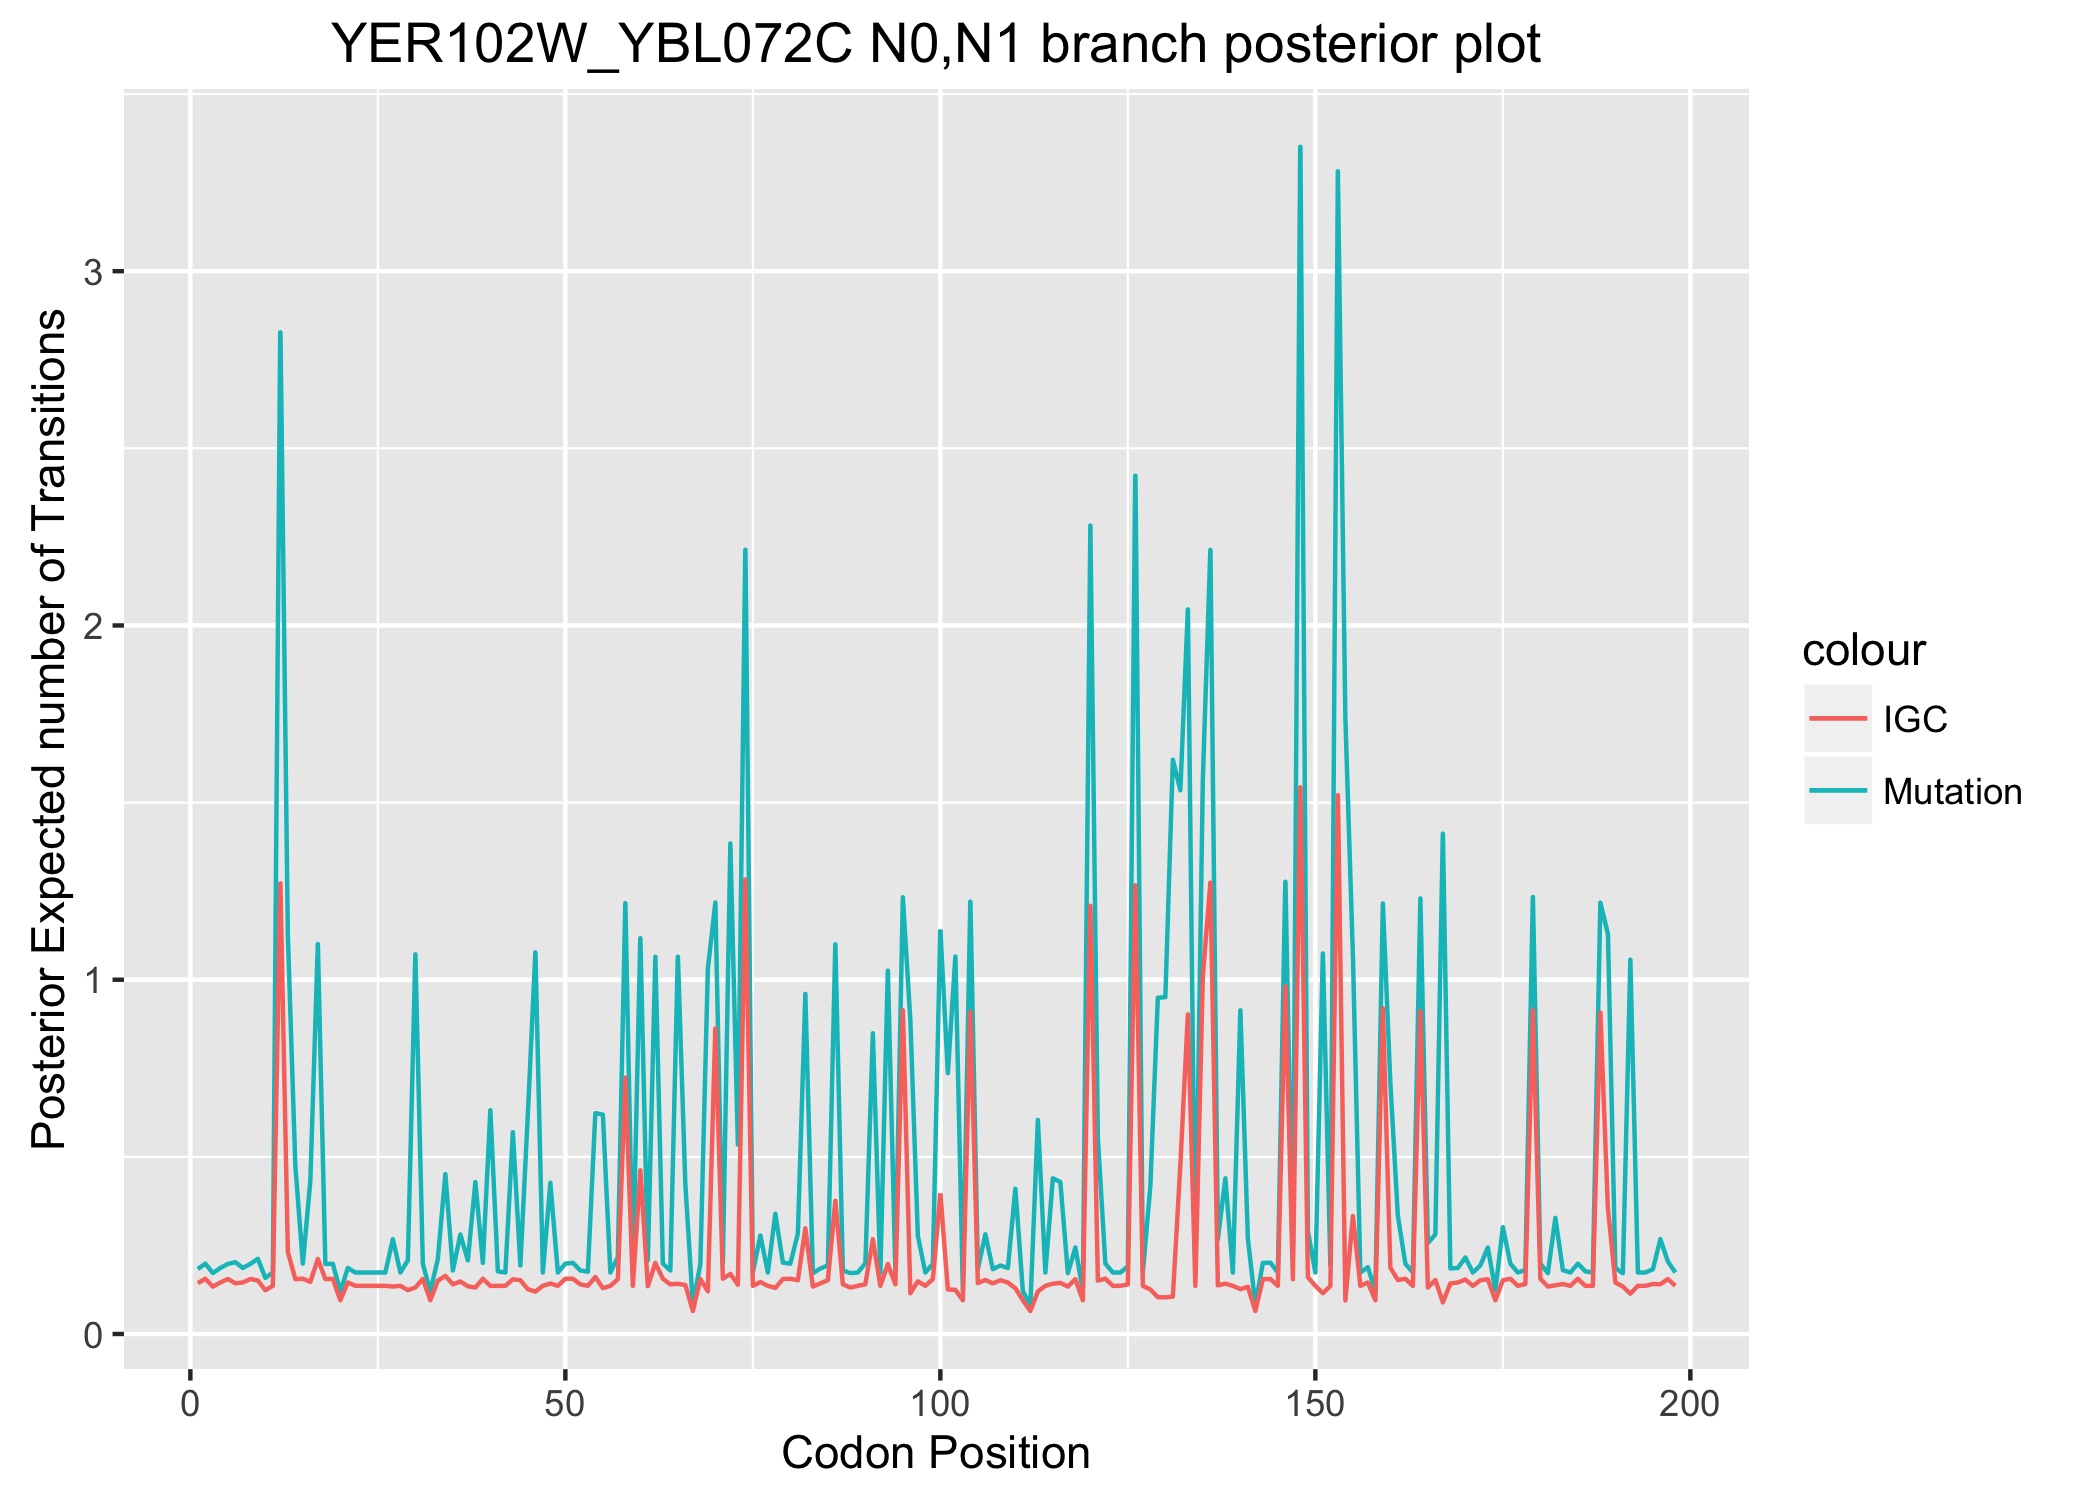 YER102W_YBL072C N0,N1 branch posterior plot
Posterior Expected number of Transitions
3
2
1
0
0 50 100 150 200
Codon Position
colour
IGC
Mutation